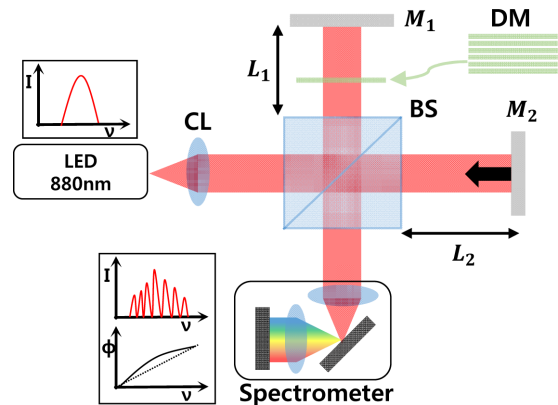 M₁
DM
L₁
I
ν
CL
BS
M₂
LED
880nm
L₂
I
ν
Φ
ν
Spectrometer